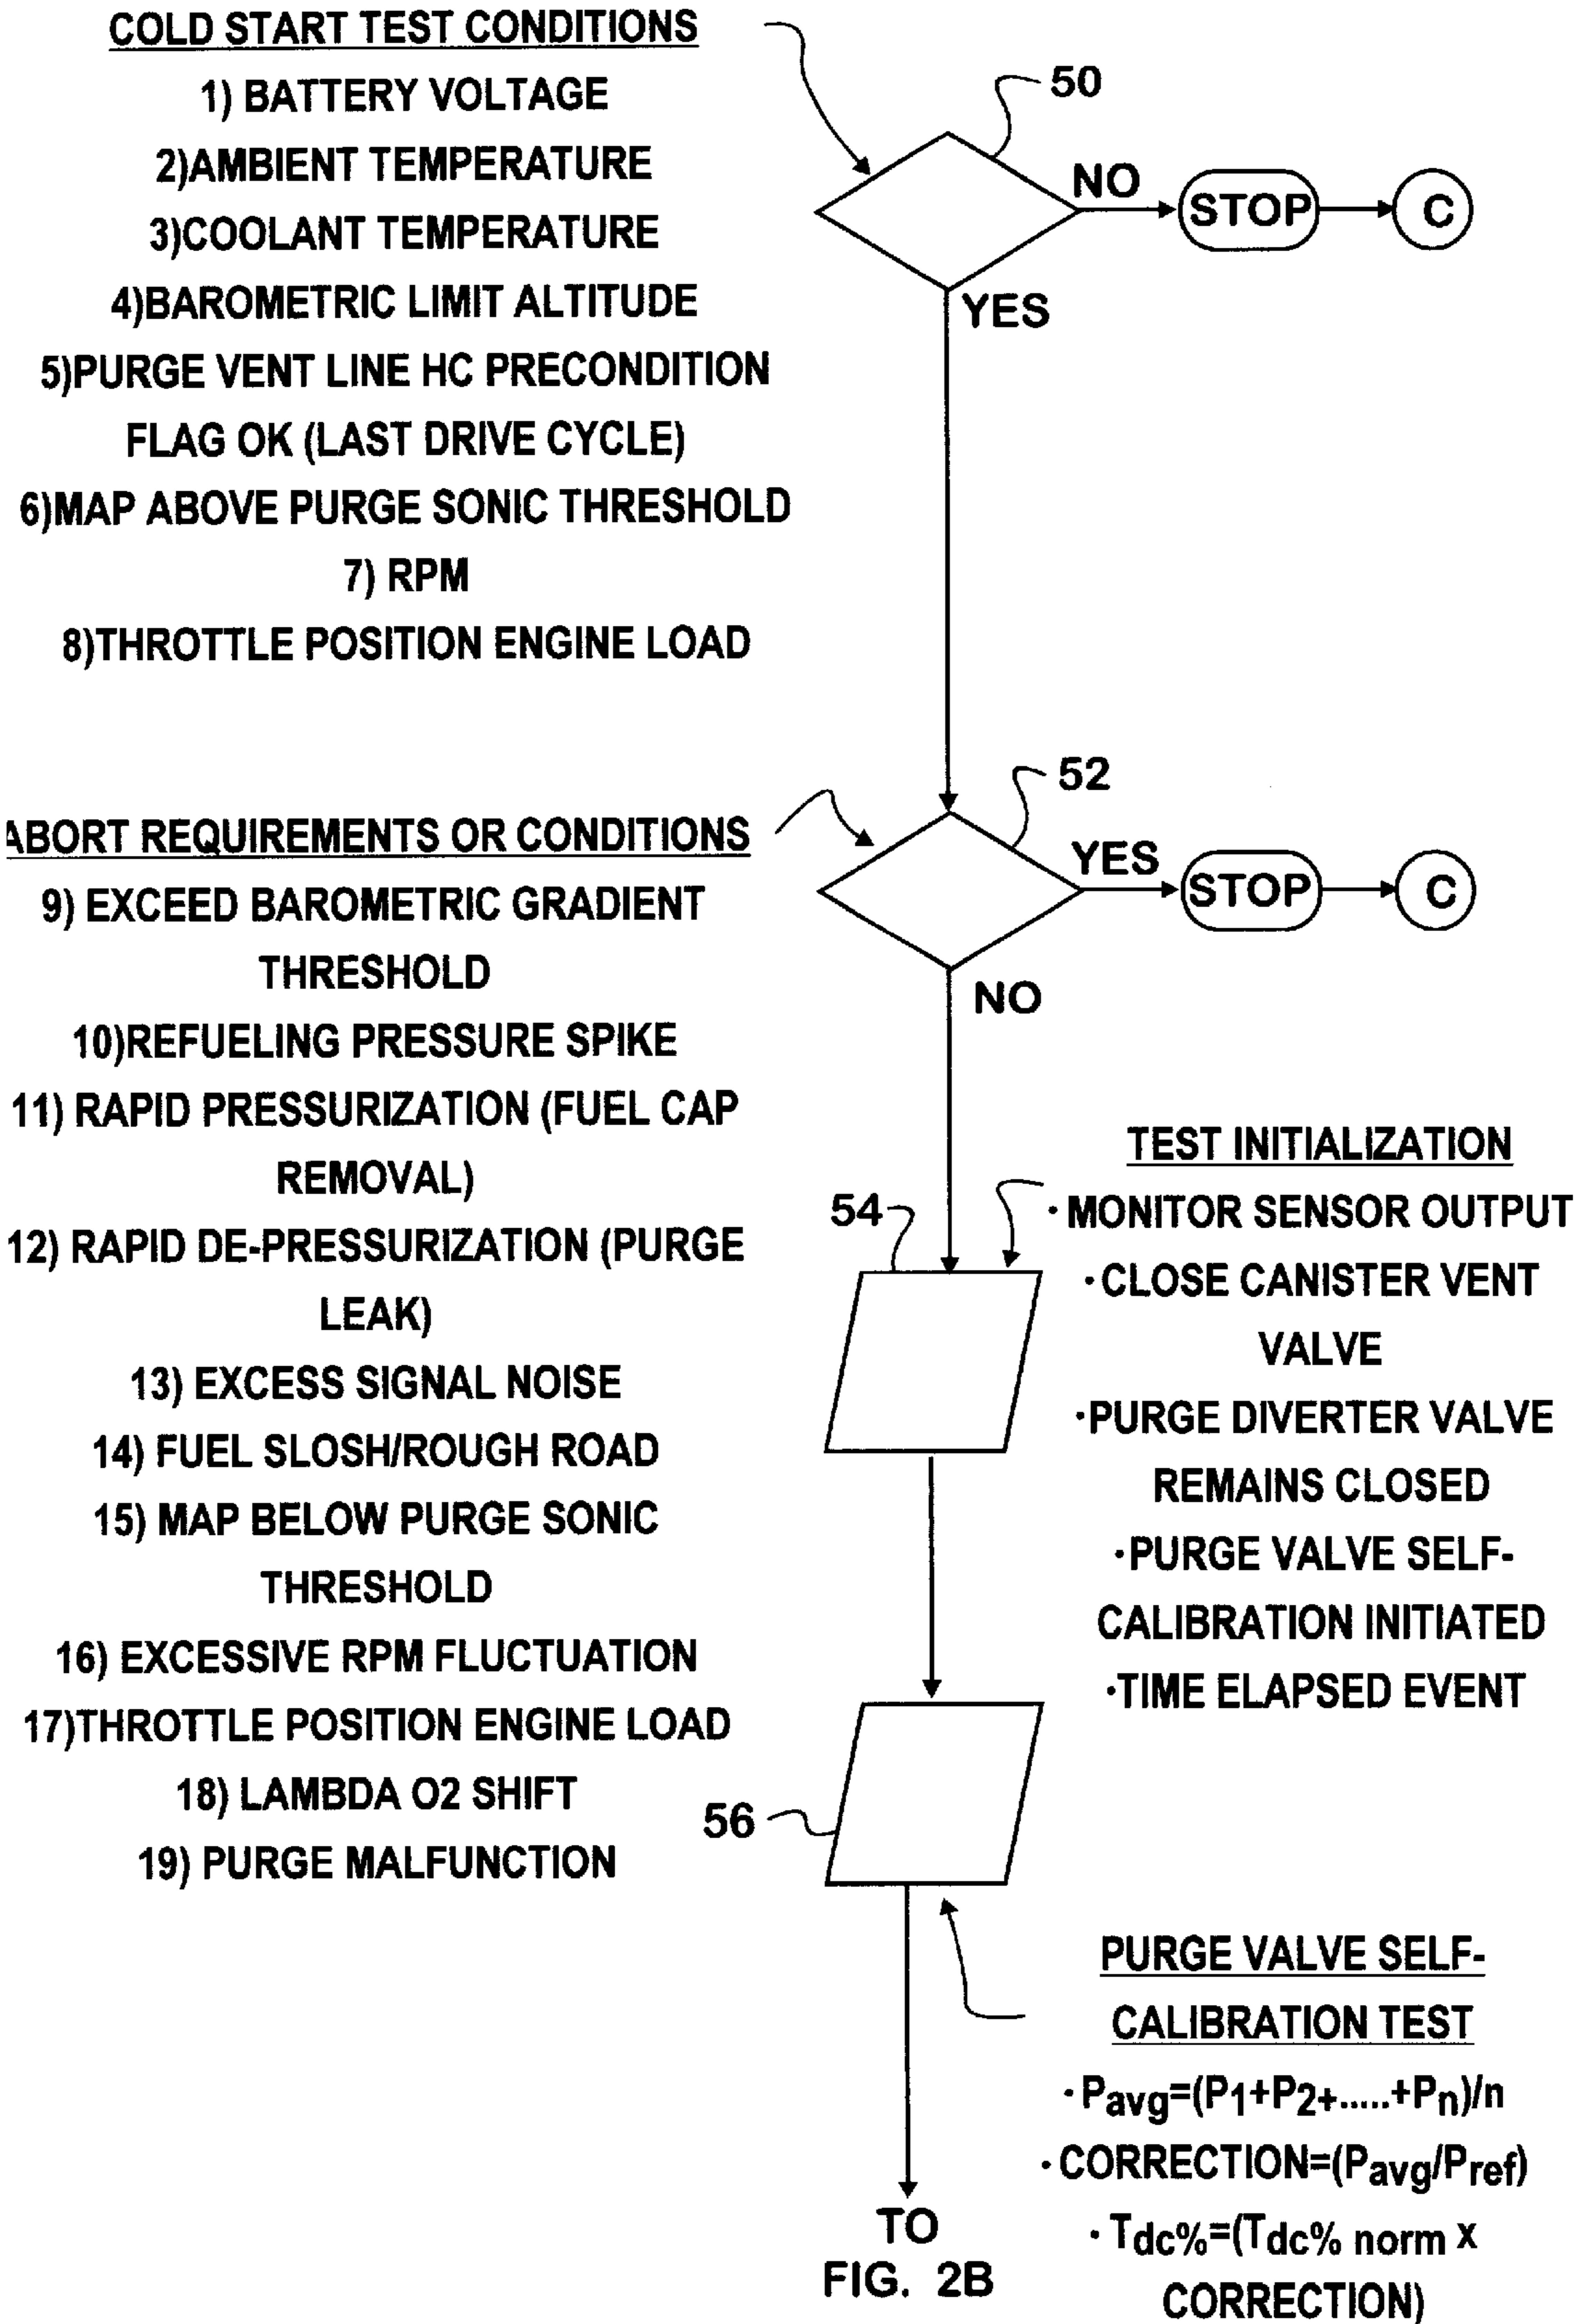 COLD START TEST CONDITIONS
1) BATTERY VOLTAGE
2)AMBIENT TEMPERATURE
3)COOLANT TEMPERATURE
4)BAROMETRIC LIMIT ALTITUDE
5)PURGE VENT LINE HC PRECONDITION
FLAG OK (LAST DRIVE CYCLE)
6)MAP ABOVE PURGE SONIC THRESHOLD
7) RPM
8)THROTTLE POSITION ENGINE LOAD
50
NO
STOP
C
YES
ABORT REQUIREMENTS OR CONDITIONS
9) EXCEED BAROMETRIC GRADIENT
THRESHOLD
10)REFUELING PRESSURE SPIKE
11) RAPID PRESSURIZATION (FUEL CAP
REMOVAL)
12) RAPID DE-PRESSURIZATION (PURGE
LEAK)
13) EXCESS SIGNAL NOISE
14) FUEL SLOSH/ROUGH ROAD
15) MAP BELOW PURGE SONIC
THRESHOLD
16) EXCESSIVE RPM FLUCTUATION
17)THROTTLE POSITION ENGINE LOAD
18) LAMBDA O2 SHIFT
19) PURGE MALFUNCTION
52
YES
STOP
C
NO
54
TEST INITIALIZATION
·MONITOR SENSOR OUTPUT
·CLOSE CANISTER VENT
VALVE
·PURGE DIVERTER VALVE
REMAINS CLOSED
·PURGE VALVE SELF-
CALIBRATION INITIATED
·TIME ELAPSED EVENT
56
PURGE VALVE SELF-
CALIBRATION TEST
·Pavg=(P1+P2+.....+Pn)/n
·CORRECTION=(Pavg/Pref)
·Tdc%=(Tdc% norm x
CORRECTION)
TO
FIG. 2B